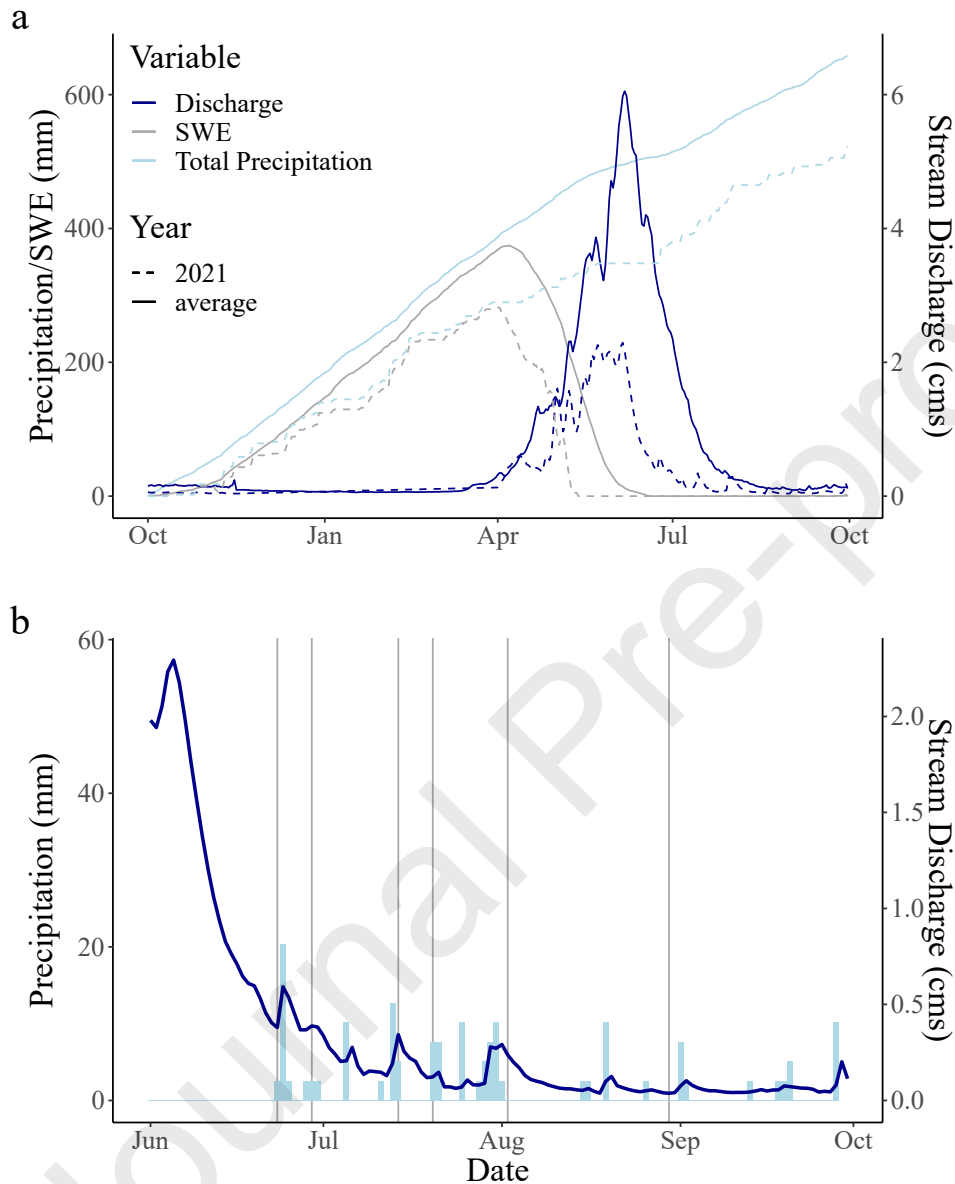 a
Variable
Discharge
SWE
Total Precipitation
Year
2021
average
Precipitation/SWE (mm)
600
400
200
0
Stream Discharge (cms)
6
4
2
0
Oct Jan Apr Jul Oct
b
Precipitation (mm)
60
40
20
0
Stream Discharge (cms)
2.0
1.5
1.0
0.5
0.0
Jun Jul Aug Sep Oct
Date
Journal Pre-pro